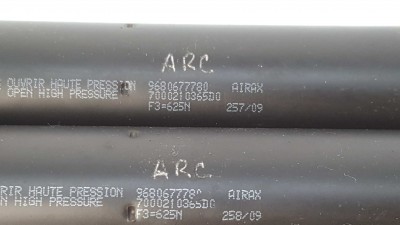 ARC
OUVRIR HAUTE PRESSION 9680677780 AIRAX
OPEN HIGH PRESSURE 7000210365D0
F3=625N 257/09
ARC
RIR HAUTE PRESSION 9680677780 AIRAX
N HIGH PRESSURE 7000210365D0
F3=625N 258/09